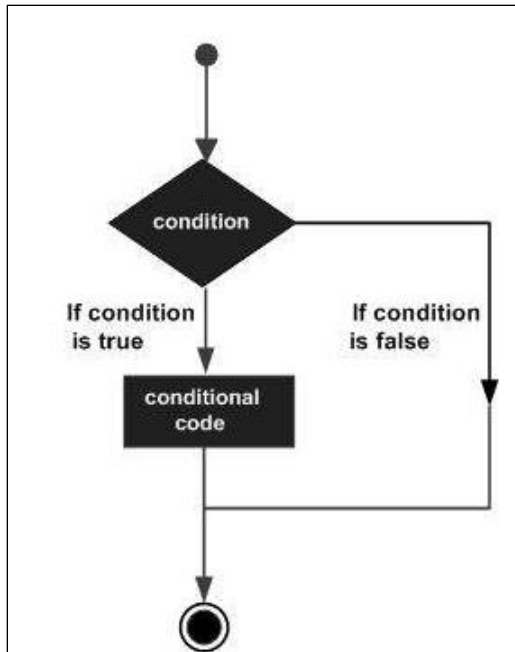 condition
If condition
is true
If condition
is false
conditional
code